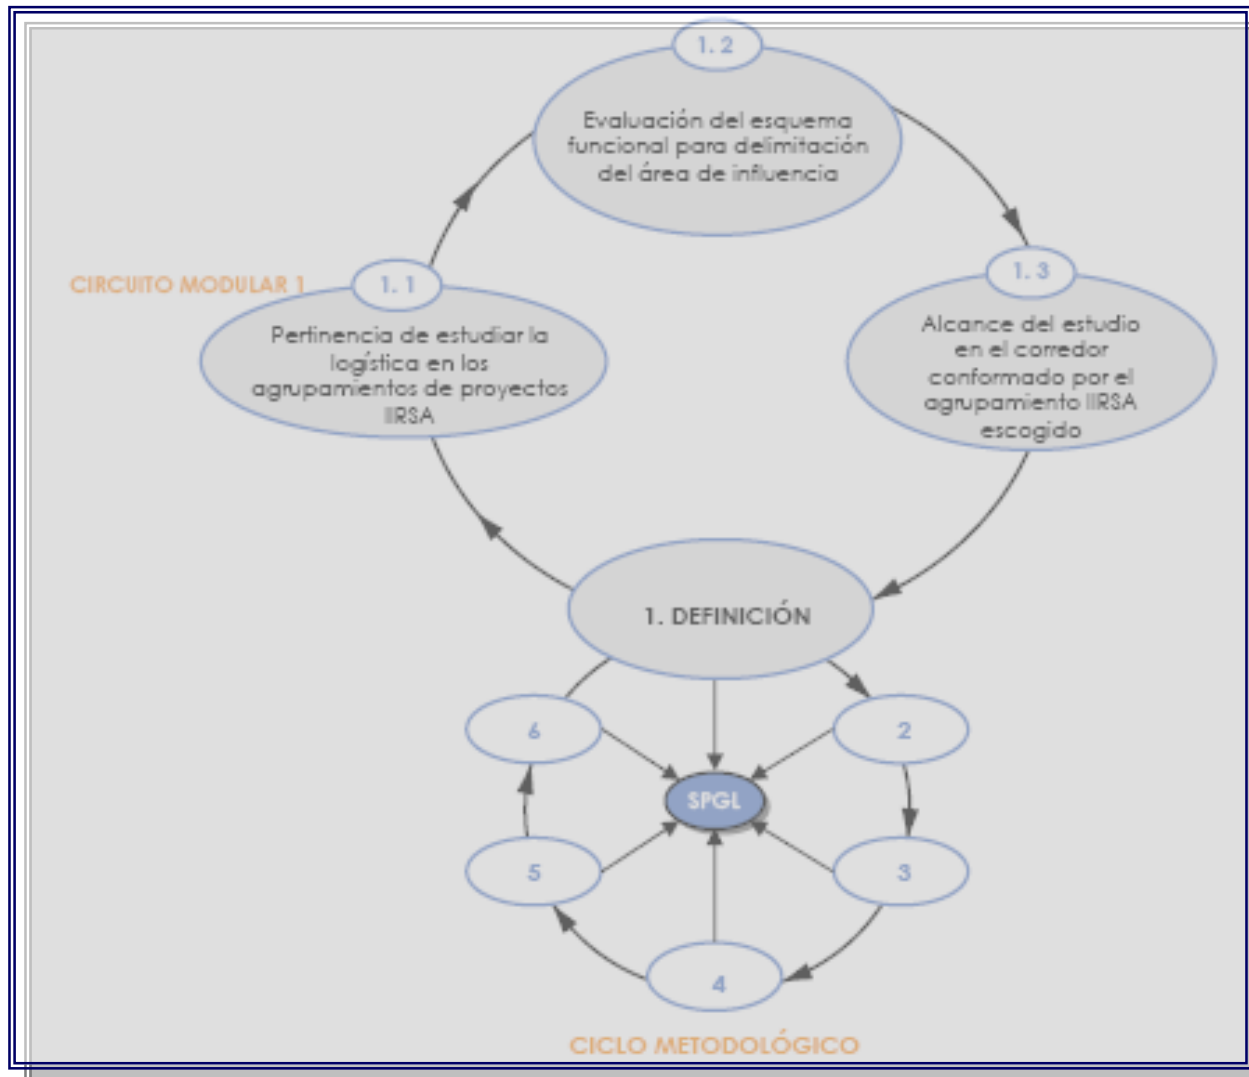 1. 2
Evaluación del esquema
funcional para delimitación
del área de influencia
CIRCUITO MODULAR 1
1. 1
Pertinencia de estudiar la
logística en los
agrupamientos de proyectos
IIRSA
1. 3
Alcance del estudio
en el corredor
conformado por el
agrupamiento IIRSA
escogido
1. DEFINICIÓN
6
2
SPGL
5
3
4
CICLO METODOLÓGICO